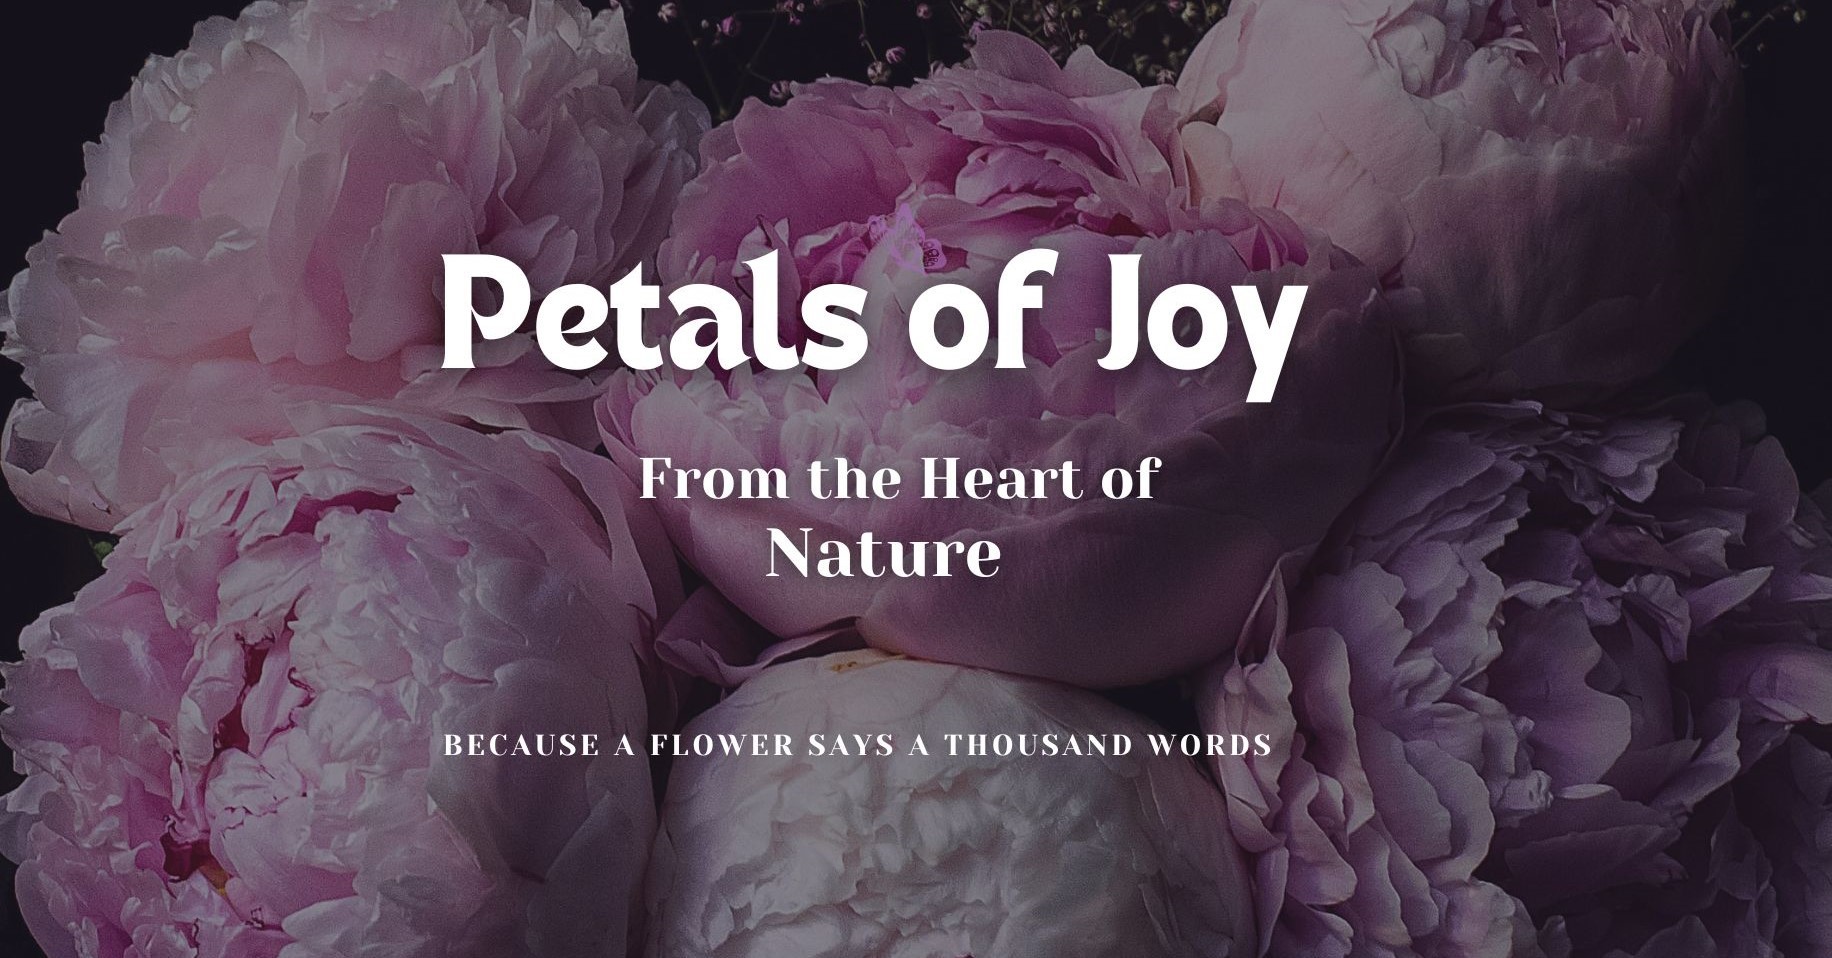 Petals of Joy
From the Heart of
Nature
BECAUSE A FLOWER SAYS A THOUSAND WORDS